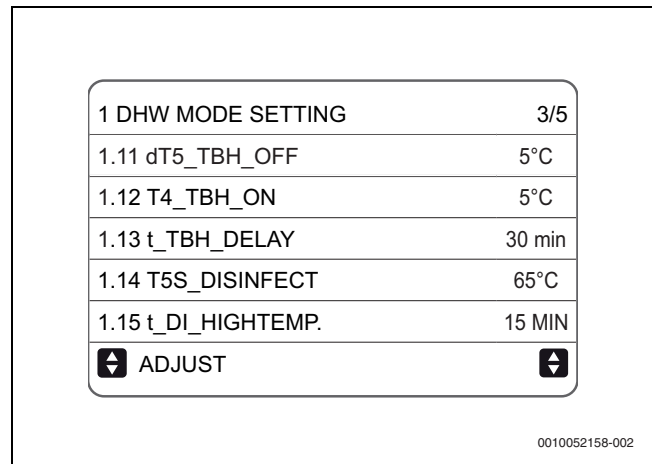 1 DHW MODE SETTING 3/5
1.11 dT5_TBH_OFF 5°C
1.12 T4_TBH_ON 5°C
1.13 t_TBH_DELAY 30 min
1.14 T5S_DISINFECT 65°C
1.15 t_DI_HIGHTEMP. 15 MIN
ADJUST
0010052158-002